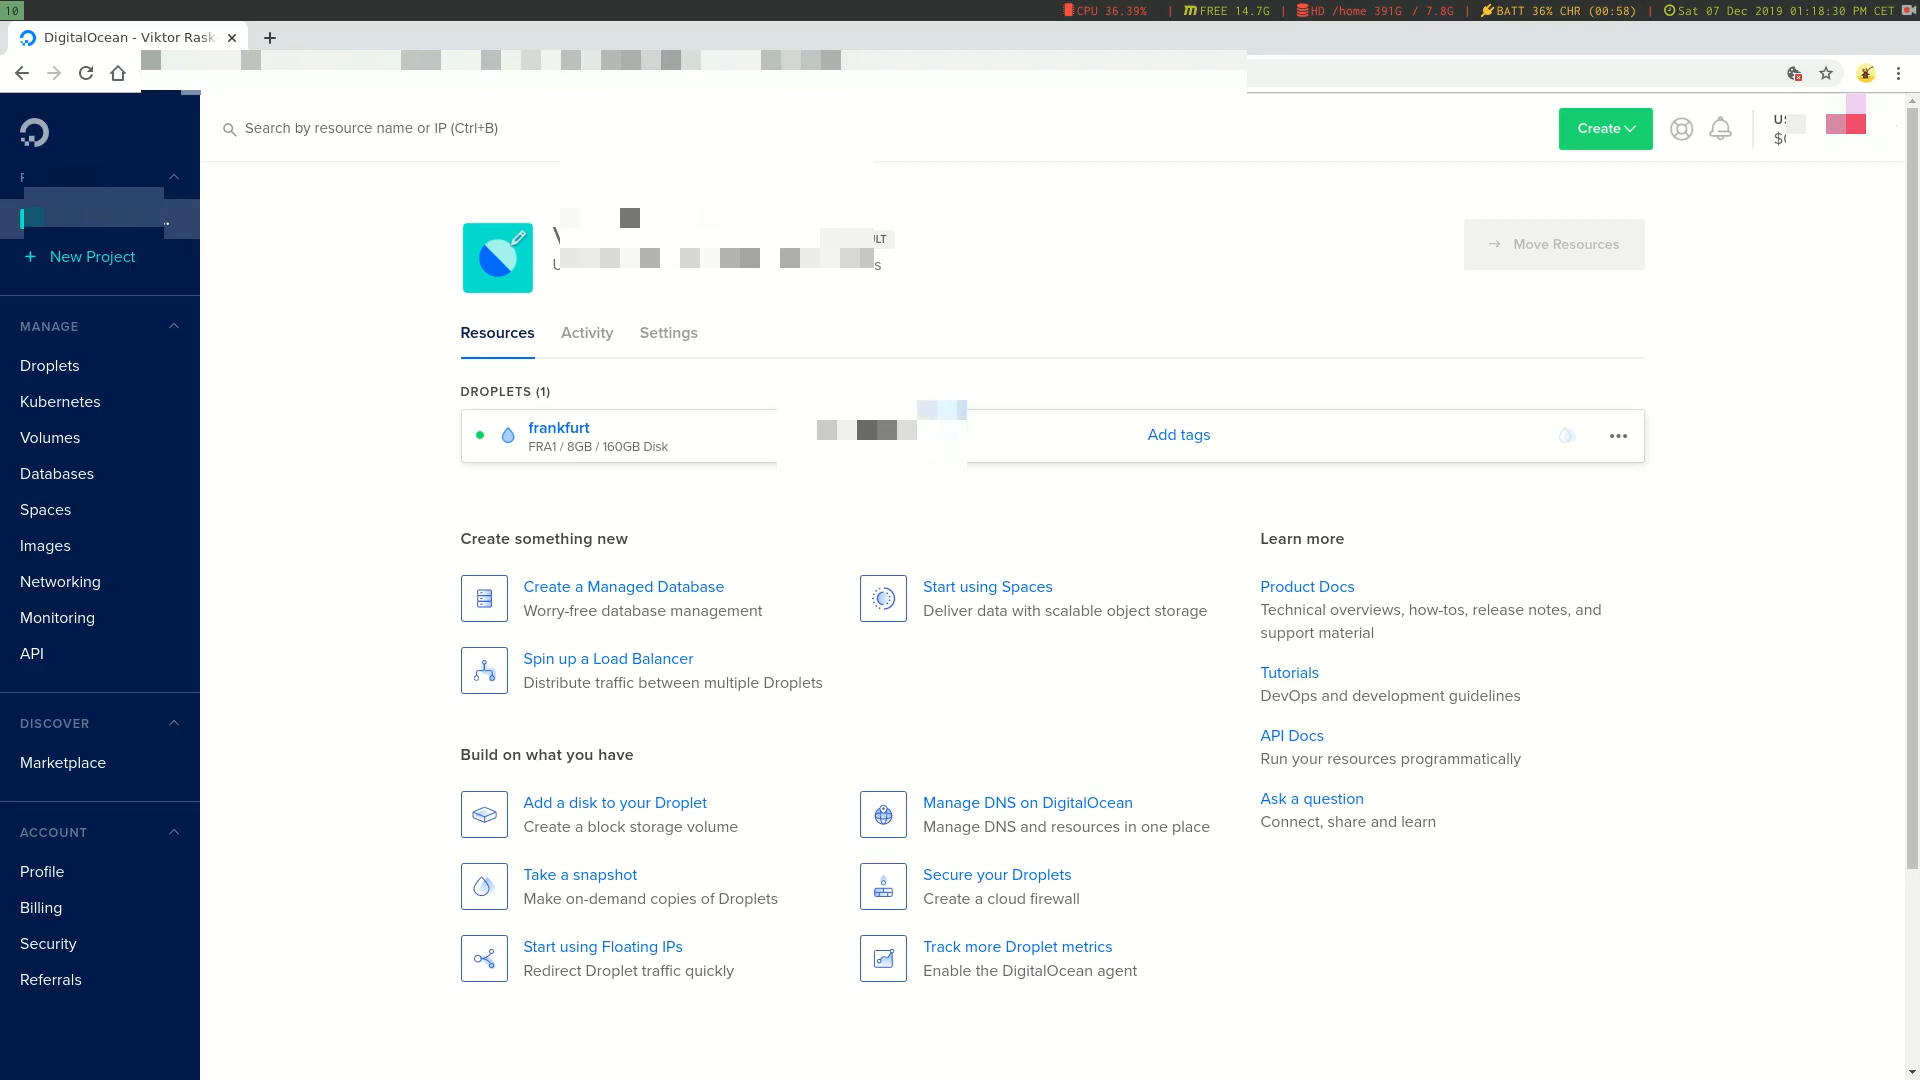 10
CPU 36.39% | FREE 14.7G | HD /home 391G / 7.8G | BATT 36% CHR (00:58) | Sat 07 Dec 2019 01:18:30 PM CET
DigitalOcean - Viktor Rask
Search by resource name or IP (Ctrl+B)
Create
New Project
Move Resources
MANAGE
Droplets
Kubernetes
Volumes
Databases
Spaces
Images
Networking
Monitoring
API
DISCOVER
Marketplace
ACCOUNT
Profile
Billing
Security
Referrals
Resources
Activity
Settings
DROPLETS (1)
frankfurt
FRA1 / 8GB / 160GB Disk
Add tags
Create something new
Create a Managed Database
Worry-free database management
Start using Spaces
Deliver data with scalable object storage
Spin up a Load Balancer
Distribute traffic between multiple Droplets
Build on what you have
Add a disk to your Droplet
Create a block storage volume
Manage DNS on DigitalOcean
Manage DNS and resources in one place
Take a snapshot
Make on-demand copies of Droplets
Secure your Droplets
Create a cloud firewall
Start using Floating IPs
Redirect Droplet traffic quickly
Track more Droplet metrics
Enable the DigitalOcean agent
Learn more
Product Docs
Technical overviews, how-tos, release notes, and
support material
Tutorials
DevOps and development guidelines
API Docs
Run your resources programmatically
Ask a question
Connect, share and learn